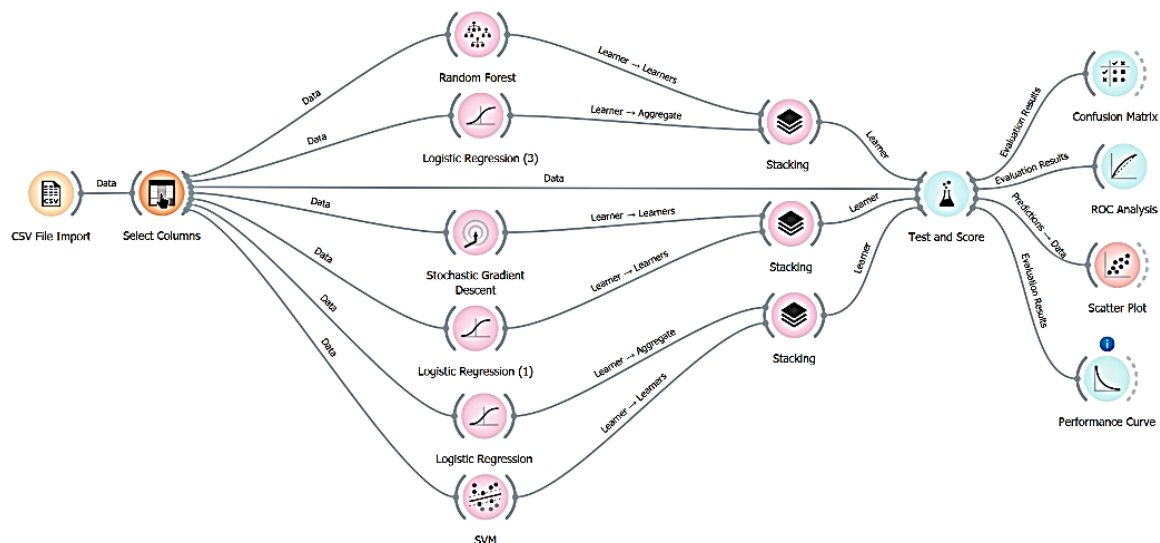 Random Forest
Data
Learner → Learners
Data
Logistic Regression (3)
Learner → Aggregate
Stacking
Learner
Evaluation Results
Confusion Matrix
CSV
CSV File Import
Data
Select Columns
Data
Evaluation Results
ROC Analysis
Data
Stochastic Gradient
Descent
Learner → Learners
Stacking
Learner
Test and Score
Predictions → Data
Scatter Plot
Data
Logistic Regression (1)
Learner → Learners
Learner
Stacking
Evaluation Results
i
Performance Curve
Data
Logistic Regression
Learner → Aggregate
Data
SVM
Learner → Learners